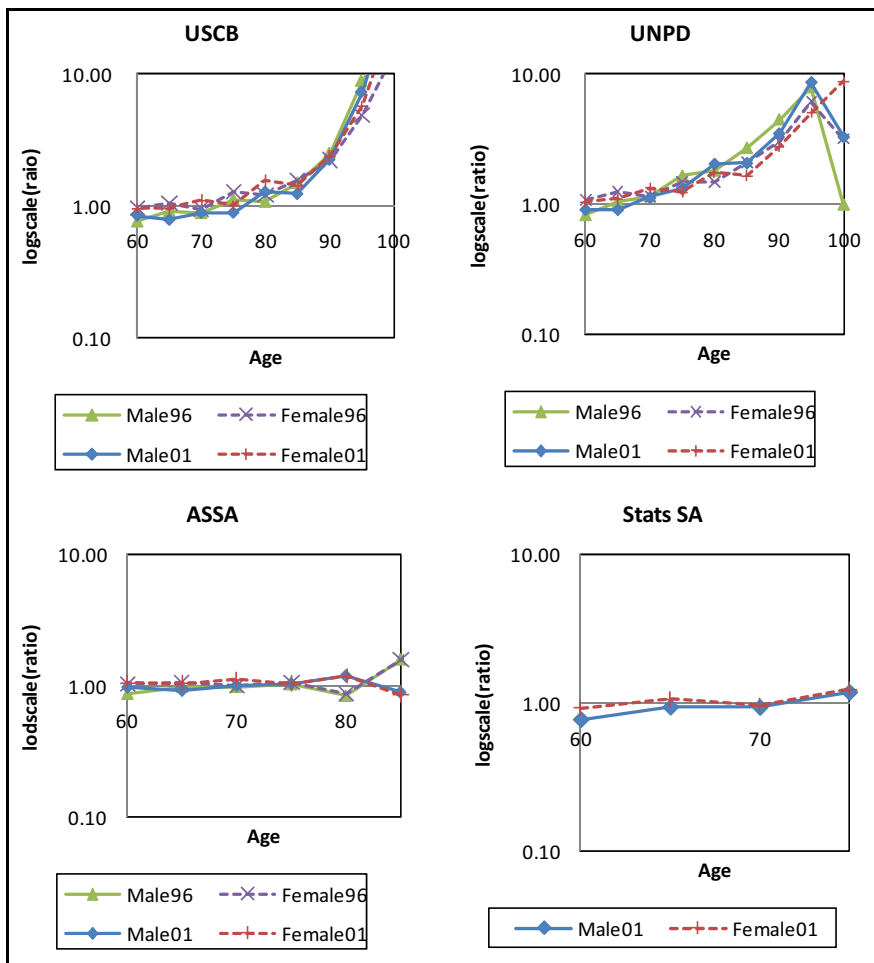 USCB
10.00
1.00
0.10
logscale(raio)
60 70 80 90 100
Age
Male96 Female96
Male01 Female01
UNPD
10.00
1.00
0.10
logscale(ratio)
60 70 80 90 100
Age
Male96 Female96
Male01 Female01
ASSA
10.00
1.00
0.10
lodscale(ratio)
60 70 80
Age
Male96 Female96
Male01 Female01
Stats SA
10.00
1.00
0.10
logscale(ratio)
60 70
Age
Male01 Female01